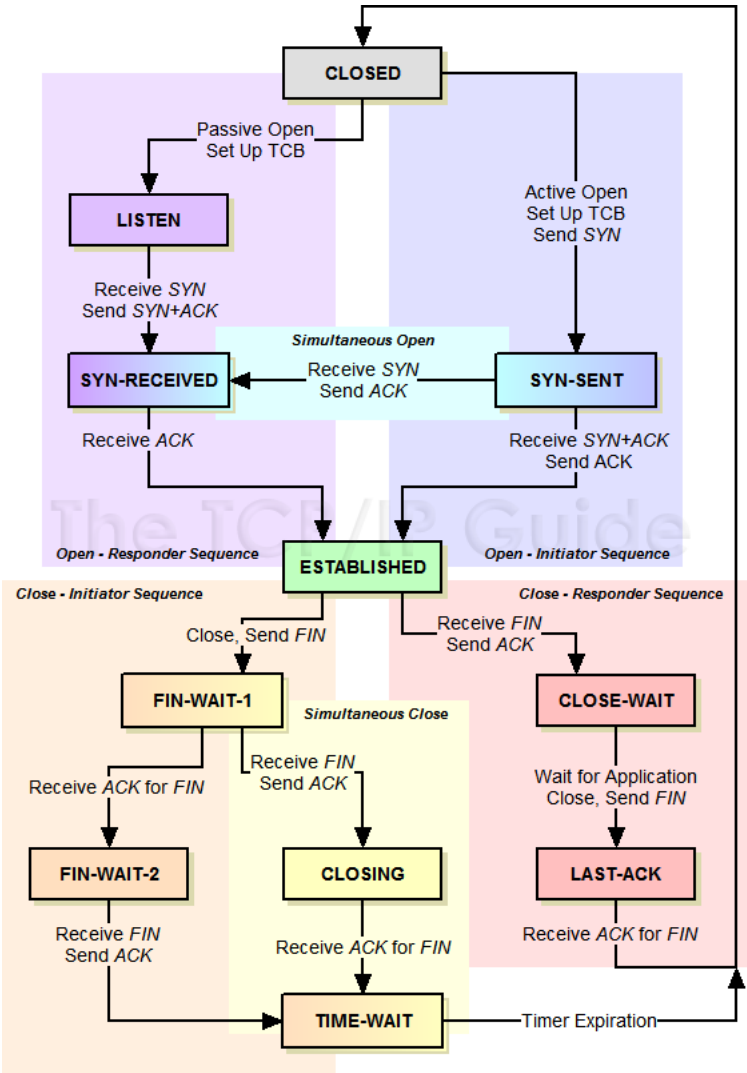 CLOSED
Passive Open
Set Up TCB
LISTEN
Active Open
Set Up TCB
Send SYN
Receive SYN
Send SYN+ACK
Simultaneous Open
SYN-RECEIVED
Receive SYN
Send ACK
SYN-SENT
Receive ACK
Receive SYN+ACK
Send ACK
The TCP/IP Guide
Open - Responder Sequence
Open - Initiator Sequence
ESTABLISHED
Close - Initiator Sequence
Close - Responder Sequence
Close, Send FIN
Receive FIN
Send ACK
FIN-WAIT-1
CLOSE-WAIT
Simultaneous Close
Receive ACK for FIN
Receive FIN
Send ACK
Wait for Application
Close, Send FIN
FIN-WAIT-2
CLOSING
LAST-ACK
Receive FIN
Send ACK
Receive ACK for FIN
Receive ACK for FIN
TIME-WAIT
Timer Expiration